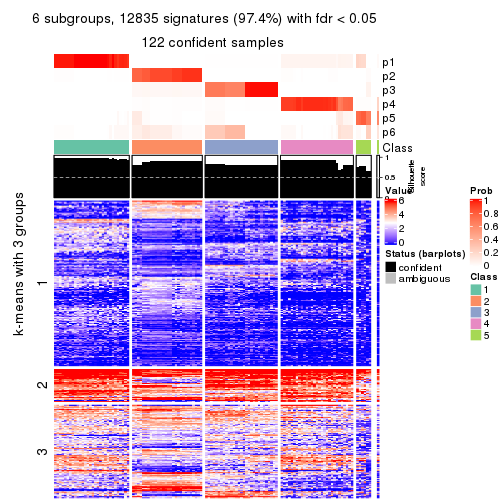 6 subgroups, 12835 signatures (97.4%) with fdr < 0.05
122 confident samples
p1
p2
p3
p4
p5
p6
Class
1
0.5
0
Silhouette
score
k-means with 3 groups
1
2
3
Value
6
4
2
0
Status (barplots)
confident
ambiguous
Prob
1
0.8
0.6
0.4
0.2
0
Class
1
2
3
4
5